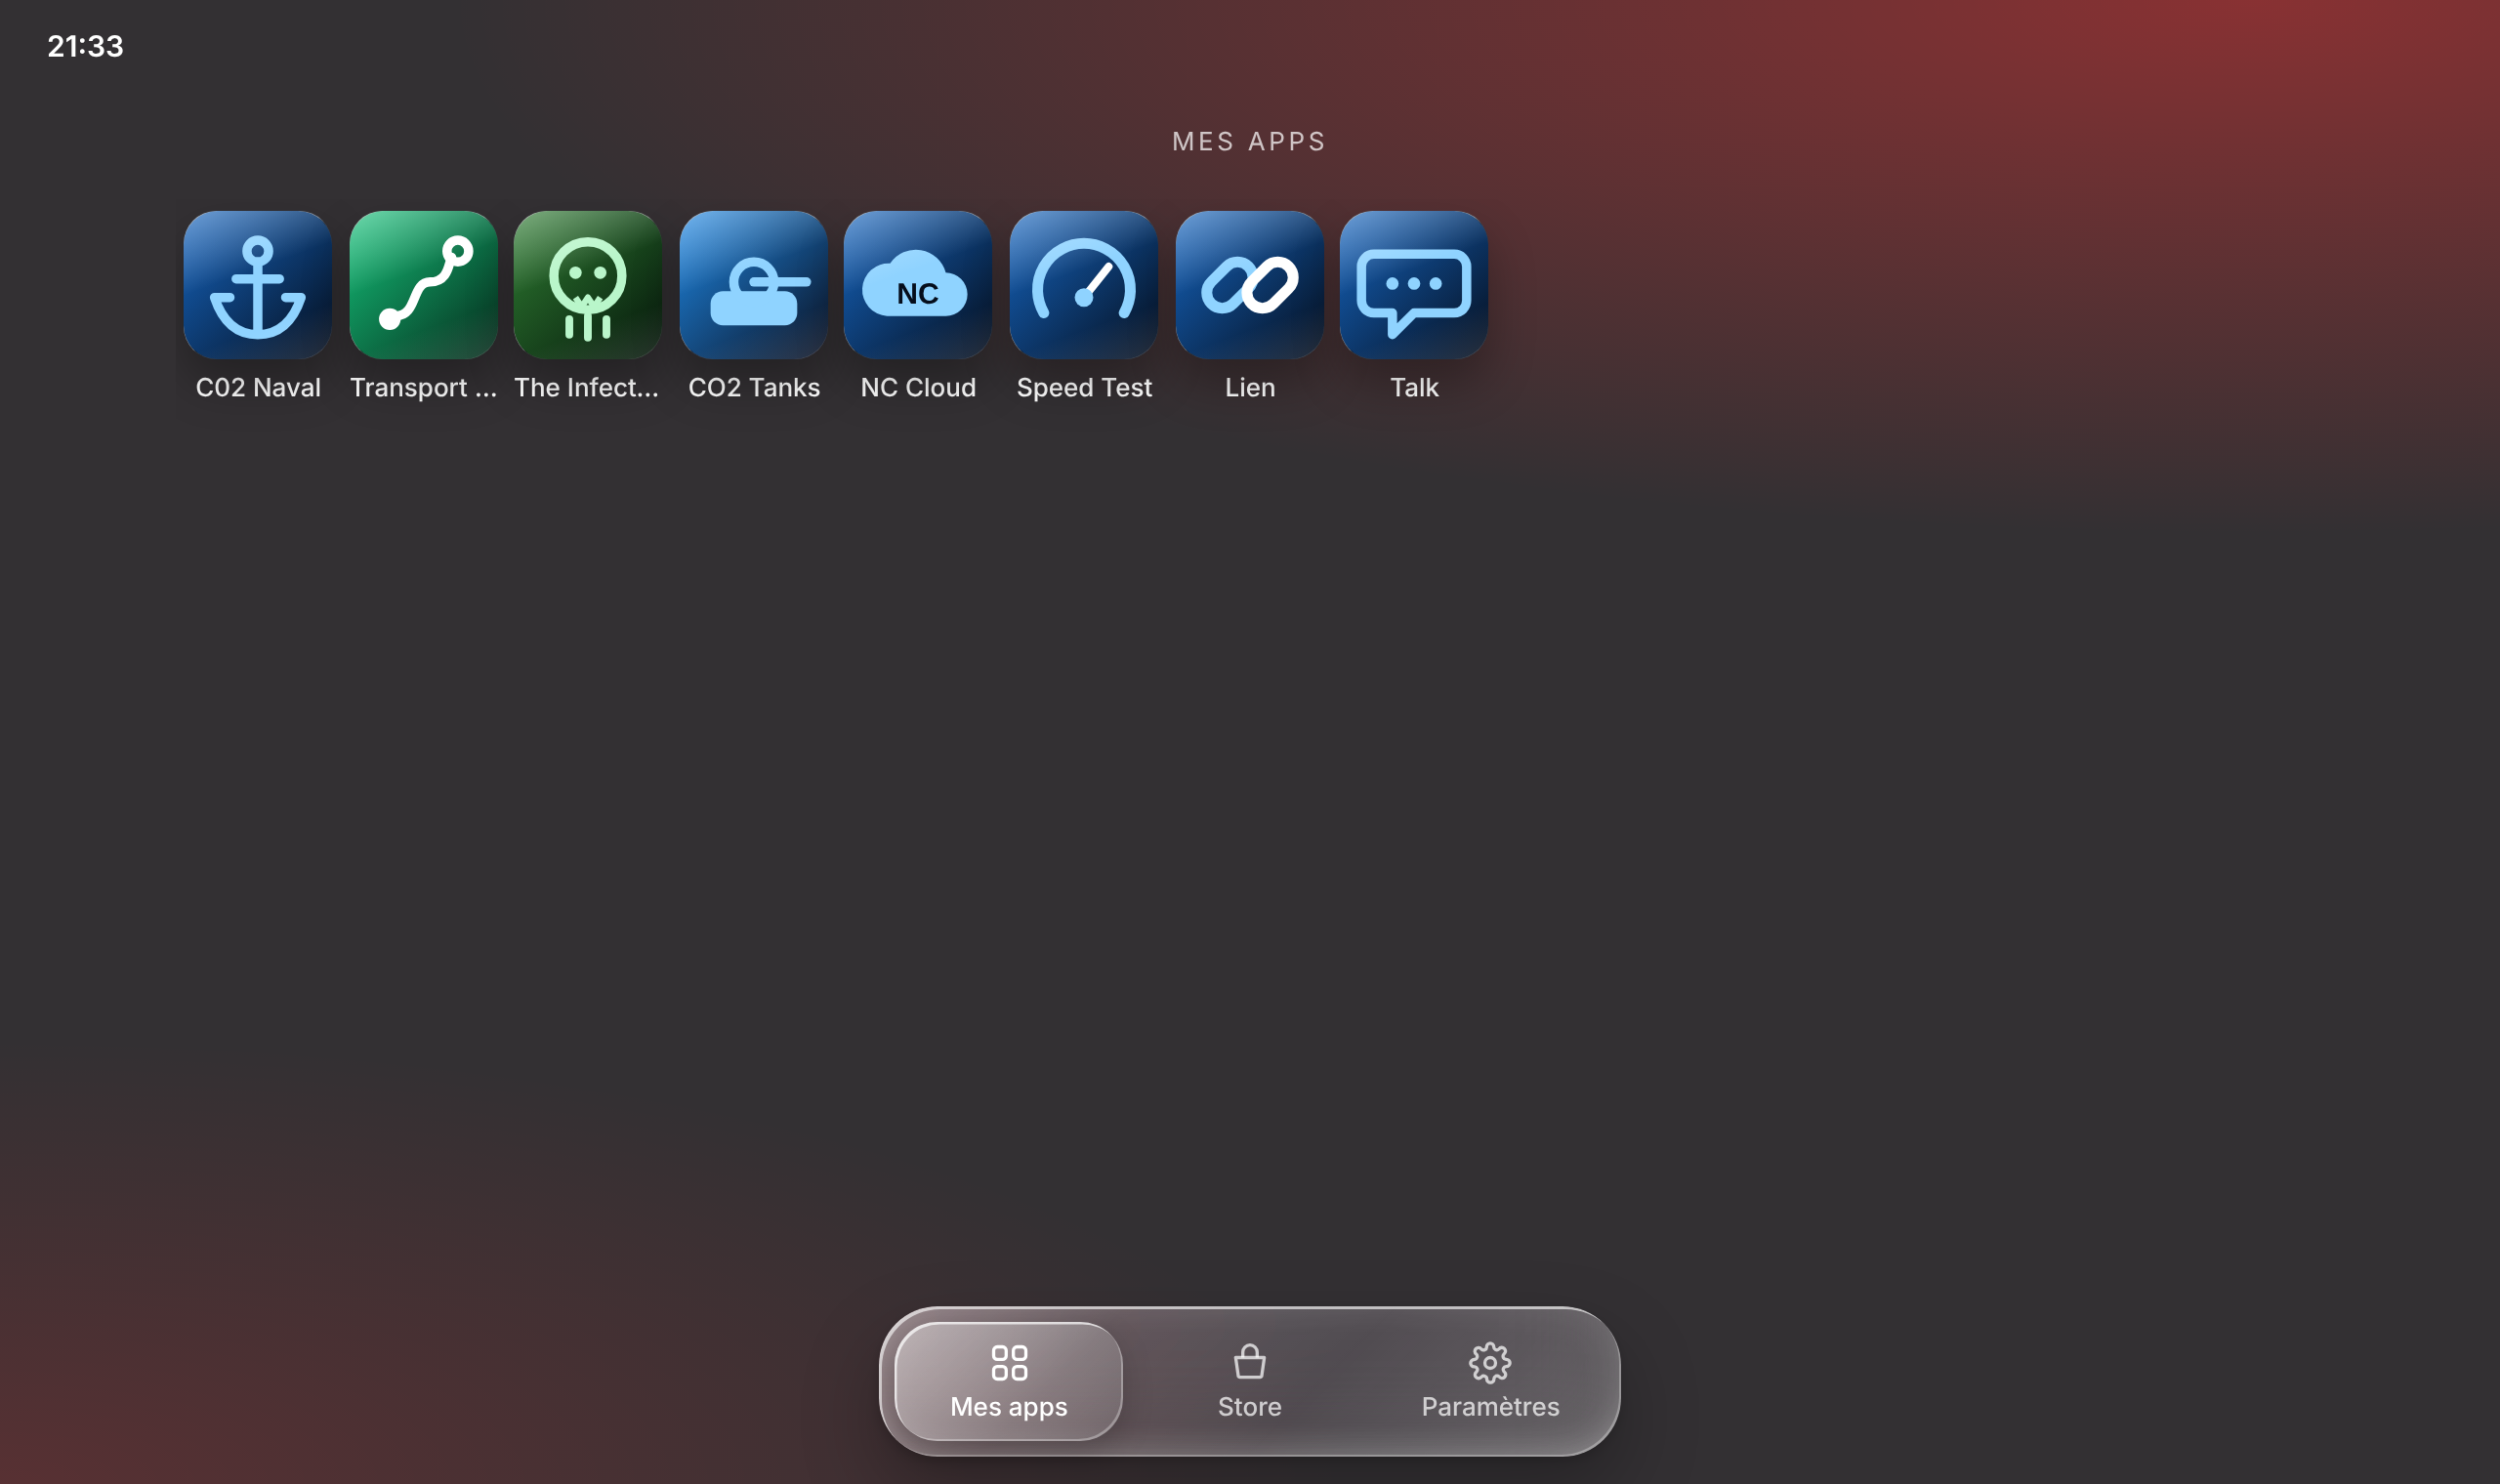 21:33
MES APPS
NC
C02 Naval
Transport ...
The Infect...
CO2 Tanks
NC Cloud
Speed Test
Lien
Talk
Mes apps
Store
Paramètres